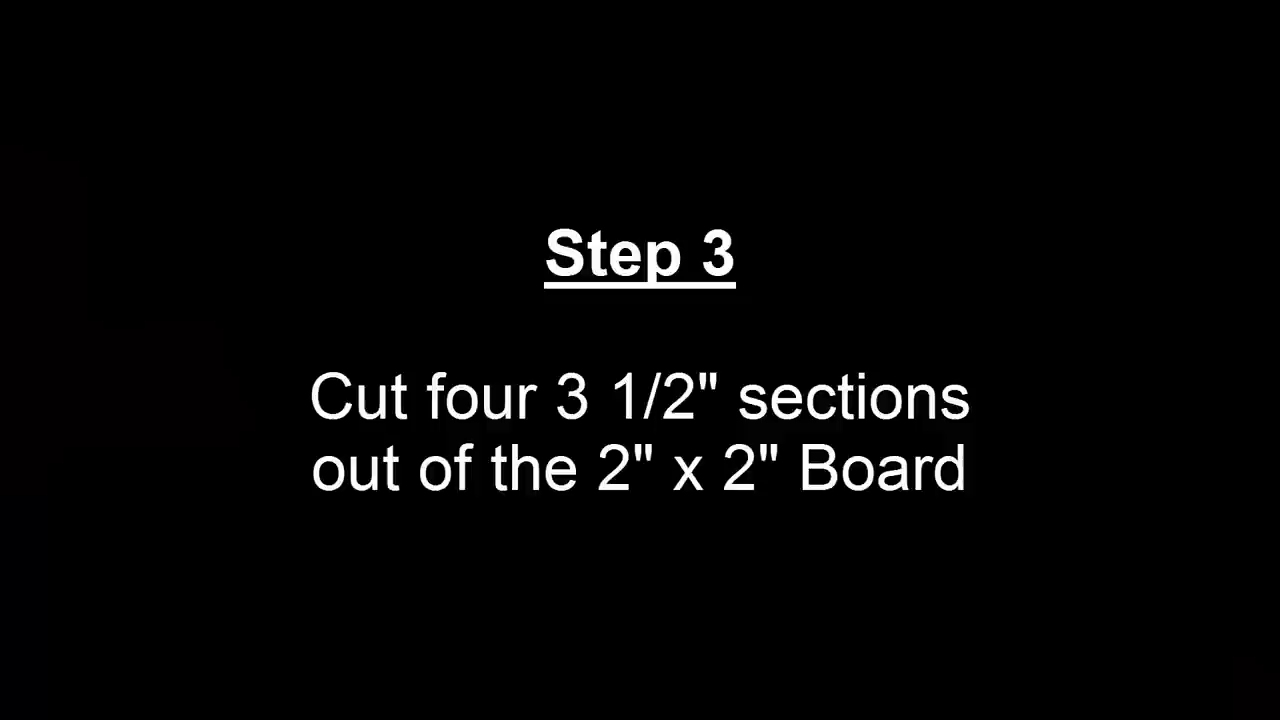 Step 3
Cut four 3 1/2" sections
out of the 2" x 2" Board